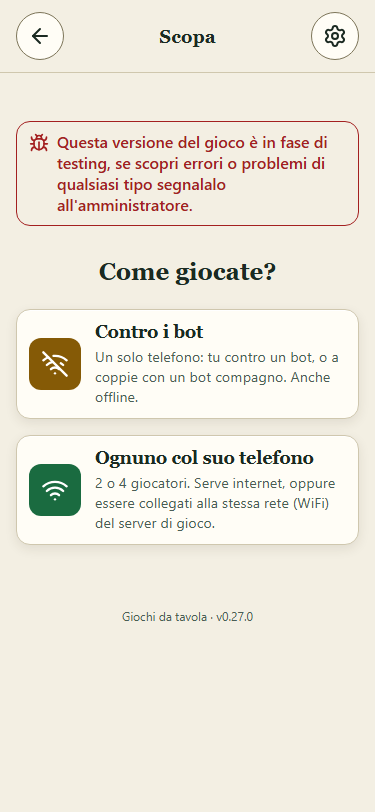 Scopa
Questa versione del gioco è in fase di
testing, se scopri errori o problemi di
qualsiasi tipo segnalalo
all'amministratore.
Come giocate?
Contro i bot
Un solo telefono: tu contro un bot, o a
coppie con un bot compagno. Anche
offline.
Ognuno col suo telefono
2 o 4 giocatori. Serve internet, oppure
essere collegati alla stessa rete (WiFi)
del server di gioco.
Giochi da tavola · v0.27.0